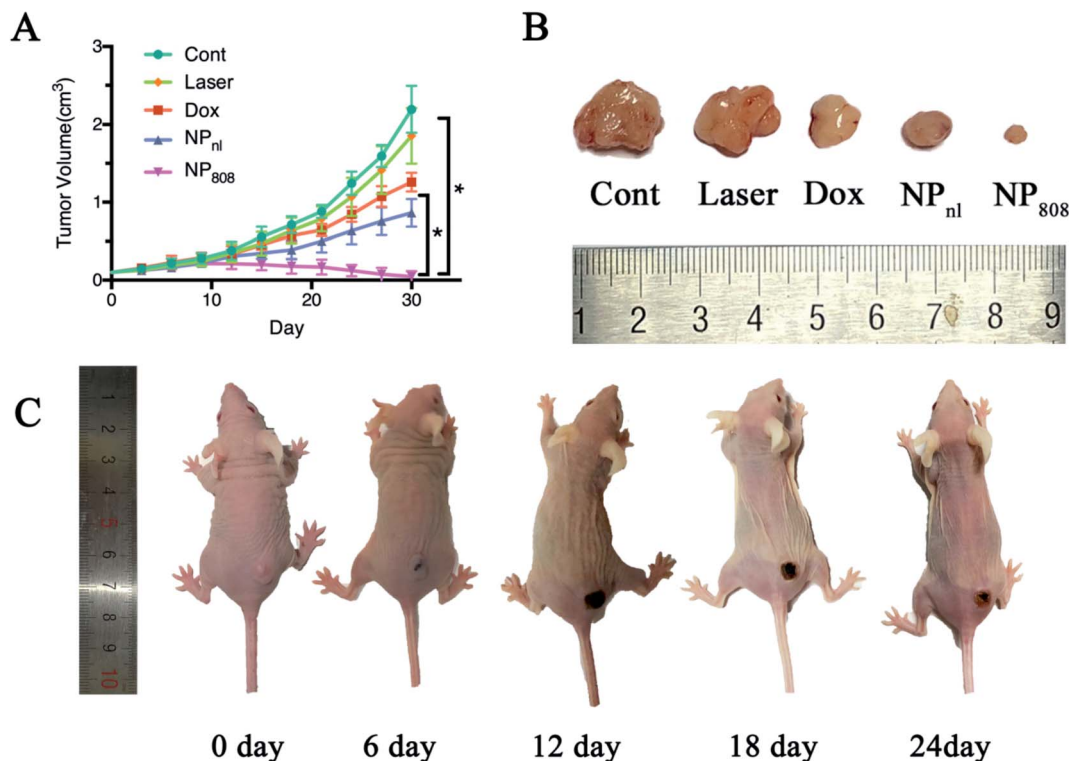 A
Tumor Volume(cm³)
3
2
1
0
0
10
20
30
Day
Cont
Laser
Dox
NPnl
NP808
*
*
B
Cont Laser Dox NPnl NP808
1 2 3 4 5 6 7 8 9
C
1
2
3
4
5
6
7
8
9
10
0 day 6 day 12 day 18 day 24day